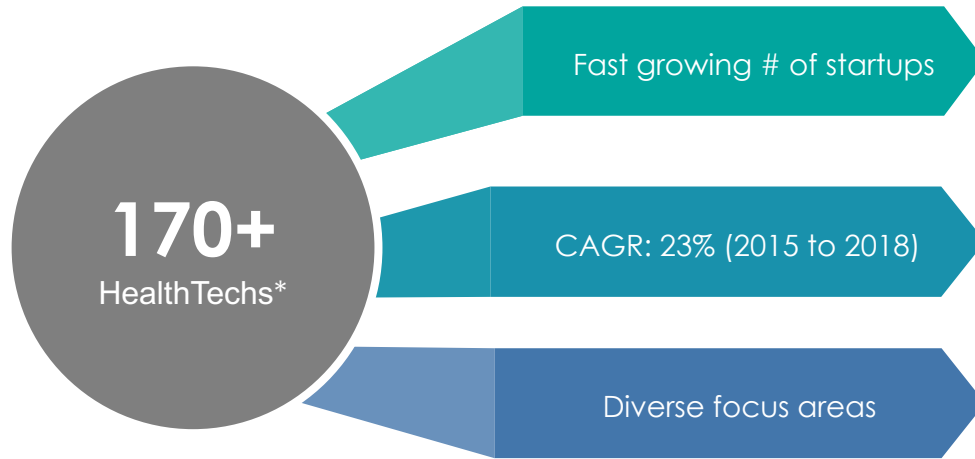 Fast growing # of startups
170+
HealthTechs*
CAGR: 23% (2015 to 2018)
Diverse focus areas